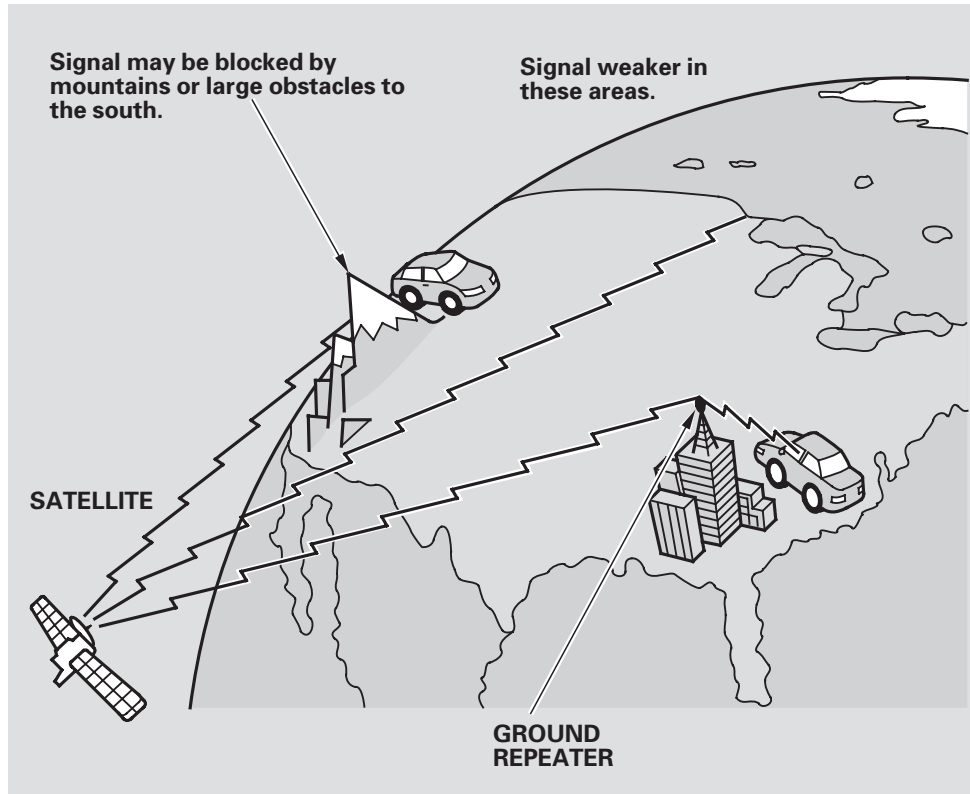 Signal may be blocked by
mountains or large obstacles to
the south.
Signal weaker in
these areas.
SATELLITE
GROUND
REPEATER